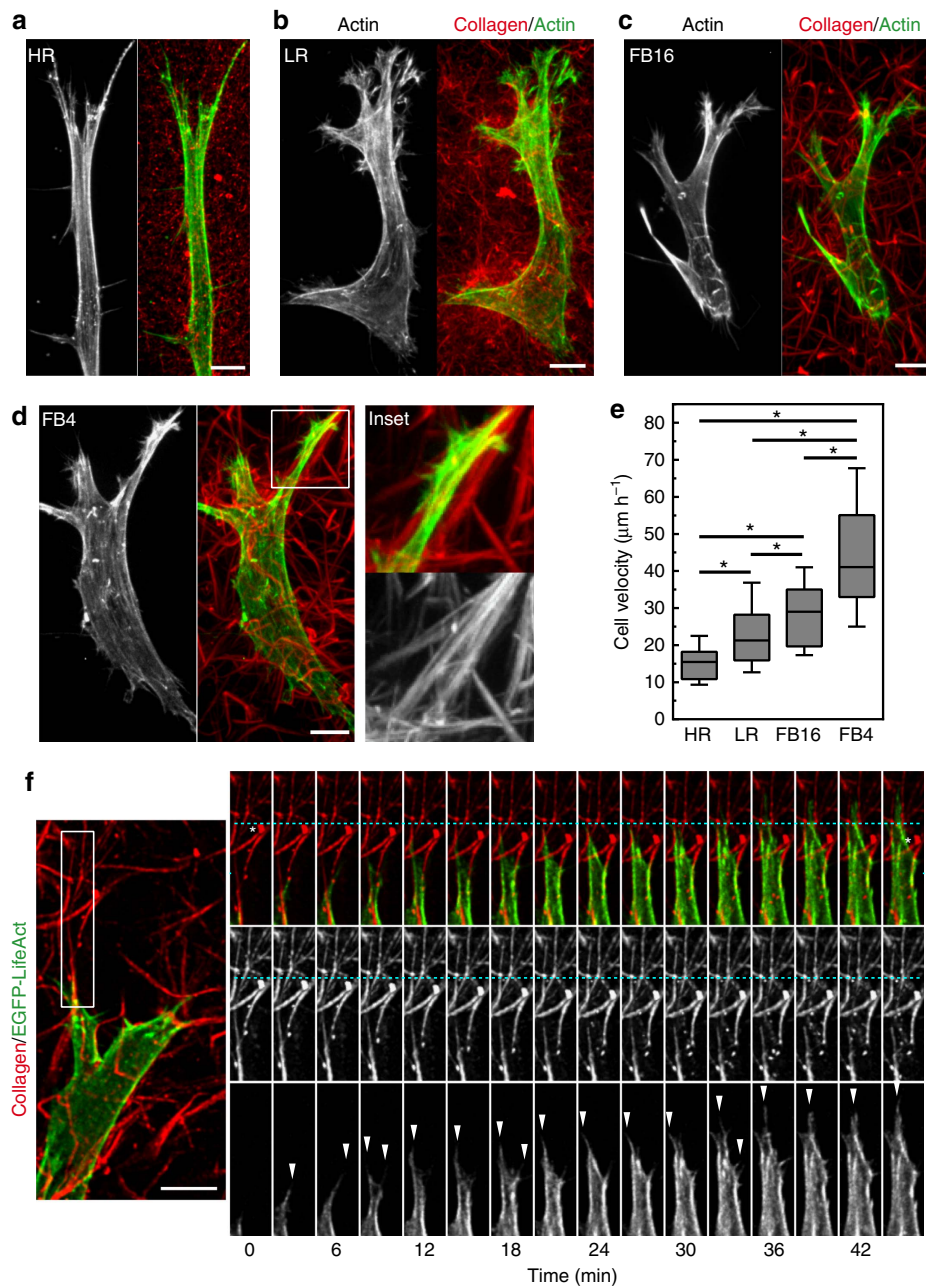 a
HR
b
Actin
Collagen/Actin
LR
c
Actin
Collagen/Actin
FB16
d
FB4
Inset
e
Cell velocity (μm h⁻¹)
80
70
60
50
40
30
20
10
0
* * * * * *
HR LR FB16 FB4
f
Collagen/EGFP-LifeAct
*
*
0 6 12 18 24 30 36 42
Time (min)